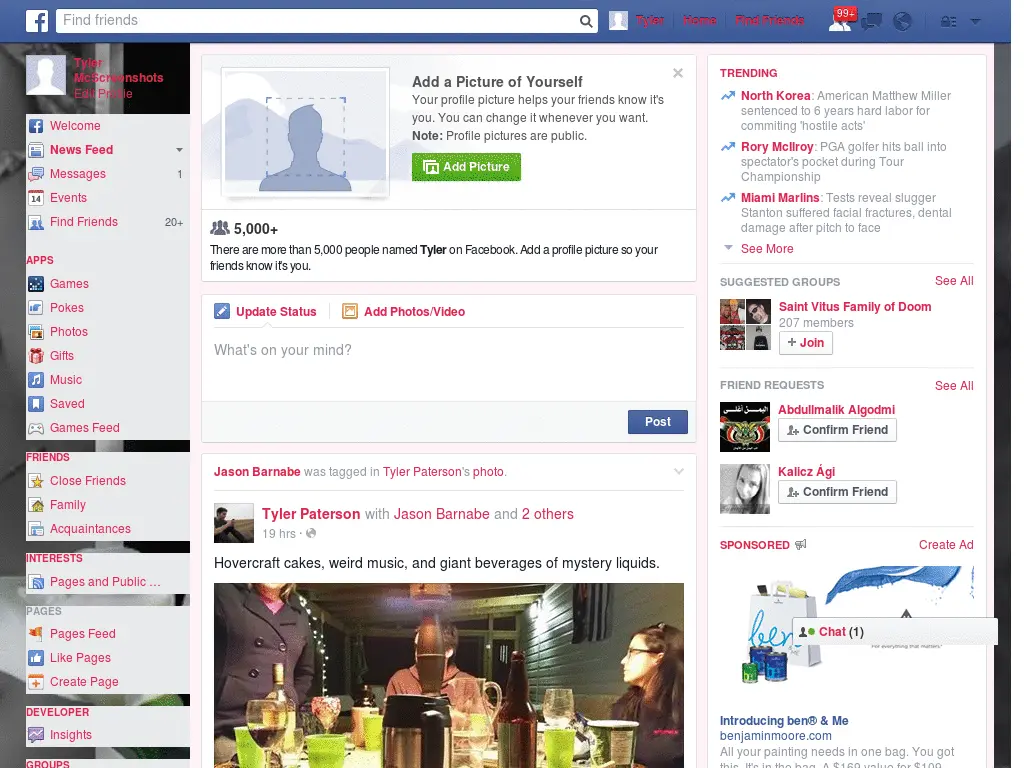 Find friends
Tyler
Home
Find Friends
99+
Tyler
McScreenshots
Edit Profile
Welcome
News Feed
Messages
1
Events
14
Find Friends
20+
APPS
Games
Pokes
Photos
Gifts
Music
Saved
Games Feed
FRIENDS
Close Friends
Family
Acquaintances
INTERESTS
Pages and Public ...
PAGES
Pages Feed
Like Pages
Create Page
DEVELOPER
Insights
GROUPS
Add a Picture of Yourself
Your profile picture helps your friends know it's
you. You can change it whenever you want.
Note: Profile pictures are public.
Add Picture
5,000+
There are more than 5,000 people named Tyler on Facebook. Add a profile picture so your
friends know it's you.
Update Status
Add Photos/Video
What's on your mind?
Post
Jason Barnabe was tagged in Tyler Paterson's photo.
Tyler Paterson with Jason Barnabe and 2 others
19 hrs ·
Hovercraft cakes, weird music, and giant beverages of mystery liquids.
TRENDING
North Korea: American Matthew Miller
sentenced to 6 years hard labor for
commiting 'hostile acts'
Rory McIlroy: PGA golfer hits ball into
spectator's pocket during Tour
Championship
Miami Marlins: Tests reveal slugger
Stanton suffered facial fractures, dental
damage after pitch to face
See More
SUGGESTED GROUPS
See All
Saint Vitus Family of Doom
207 members
+ Join
FRIEND REQUESTS
See All
Abdullmalik Algodmi
Confirm Friend
Kalicz Ági
Confirm Friend
SPONSORED
Create Ad
ben
Chat (1)
For everything that matters.
Introducing ben® & Me
benjaminmoore.com
All your painting needs in one bag. You got
this. It's in the bag. A $169 value for $109